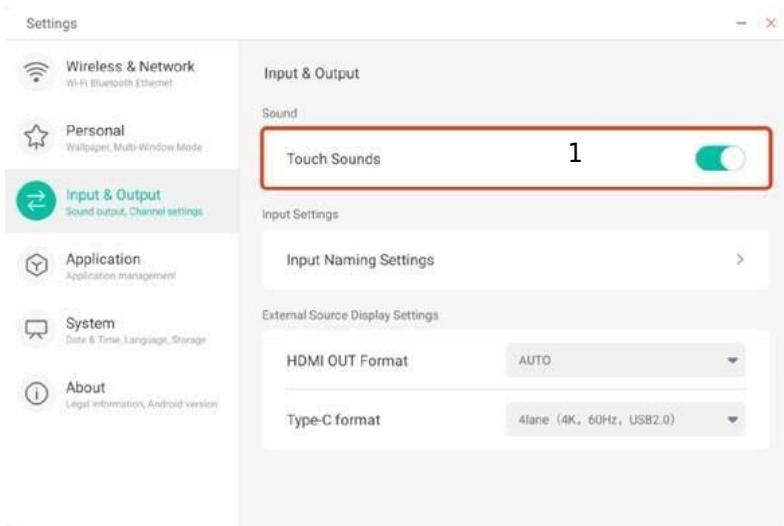 Settings
Wireless & Network
Wi-Fi Bluetooth Ethernet
Personal
Wallpaper, Multi-Window Mode
Input & Output
Sound output, Channel settings
Application
Application management
System
Date & Time, Language, Storage
About
Legal information, Android version
Input & Output
Sound
Touch Sounds
1
Input Settings
Input Naming Settings
External Source Display Settings
HDMI OUT Format
AUTO
Type-C format
4lane (4K, 60Hz, USB2.0)